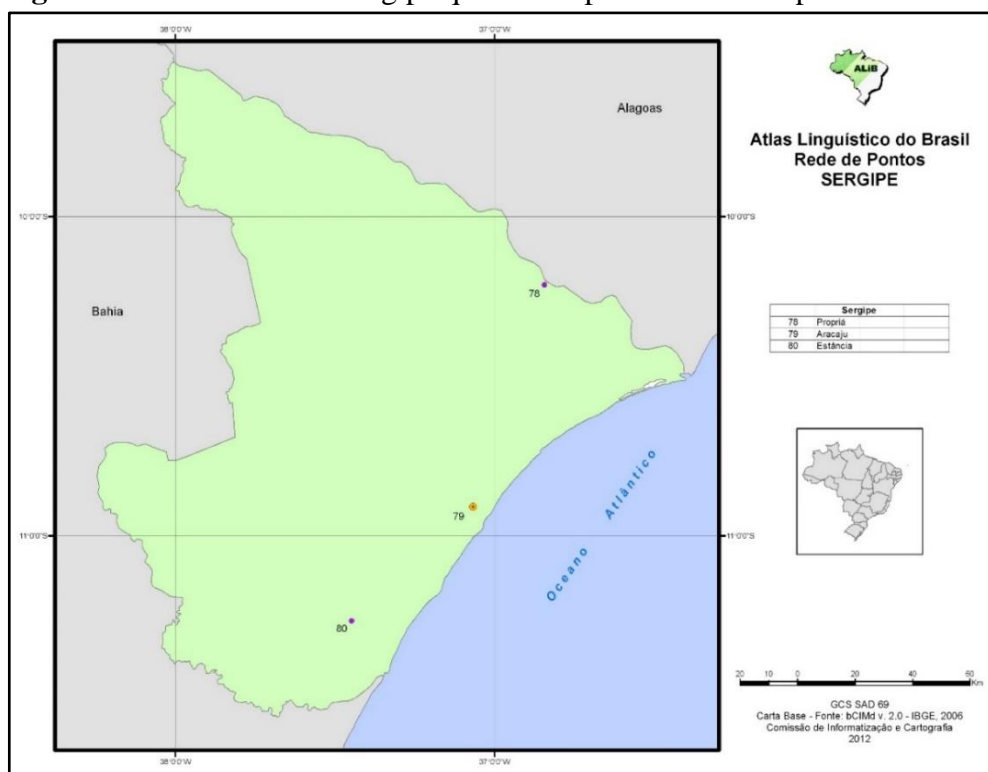 38°0'0"W
37°0'0"W
Alagoas
Bahia
10°0'0"S
10°0'0"S
78
79
80
11°0'0"S
11°0'0"S
Oceano Atlântico
38°0'0"W
37°0'0"W
ALiB
Atlas Linguístico do Brasil
Rede de Pontos
SERGIPE
Sergipe
78 Propriá
79 Aracaju
80 Estância
20 10 0 20 40 60
Km
GCS SAD 69
Carta Base - Fonte: bCIMd v. 2.0 - IBGE, 2006
Comissão de Informatização e Cartografia
2012